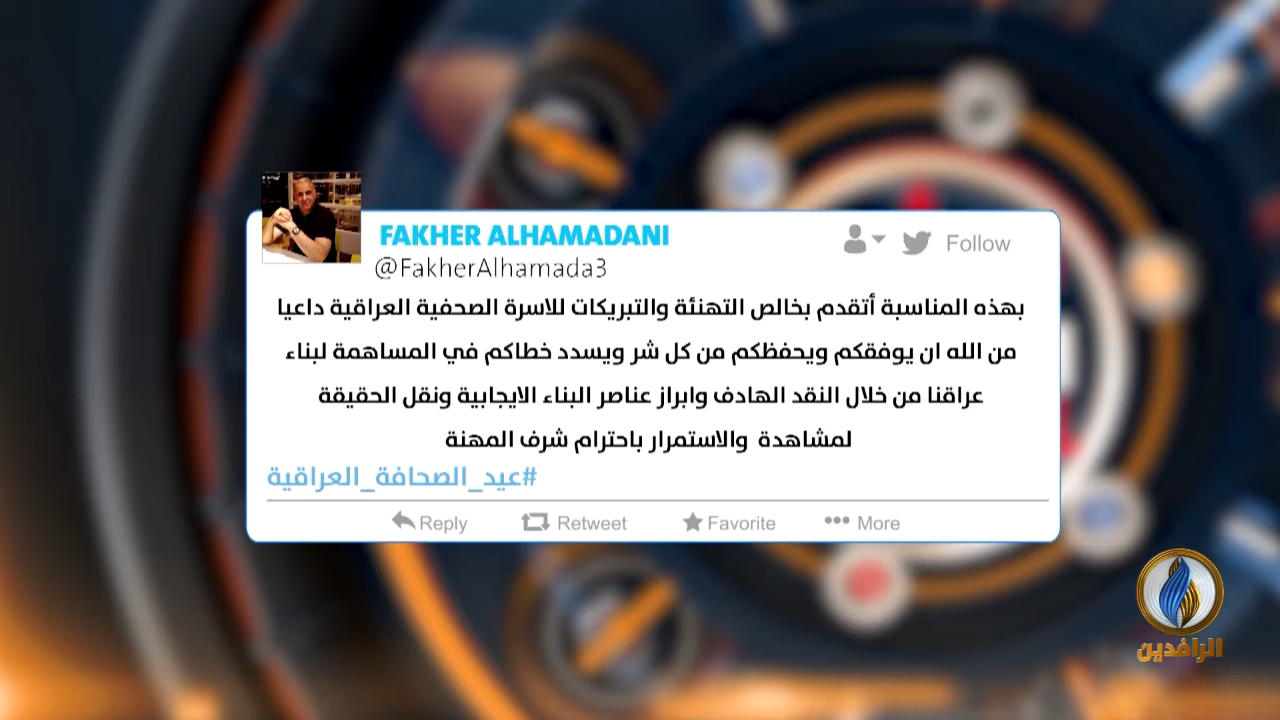 FAKHER ALHAMADANI
Follow
@FakherAlhamada3
بهذه المناسبة أتقدم بخالص التهنئة والتبريكات للاسرة الصحفية العراقية داعيا
من الله ان يوفقكم ويحفظكم من كل شر ويسدد خطاكم في المساهمة لبناء
عراقنا من خلال النقد الهادف وابراز عناصر البناء الايجابية ونقل الحقيقة
لمشاهدة والاستمرار باحترام شرف المهنة
#عيد_الصحافة_العراقية
Reply Retweet Favorite More
الرافدين